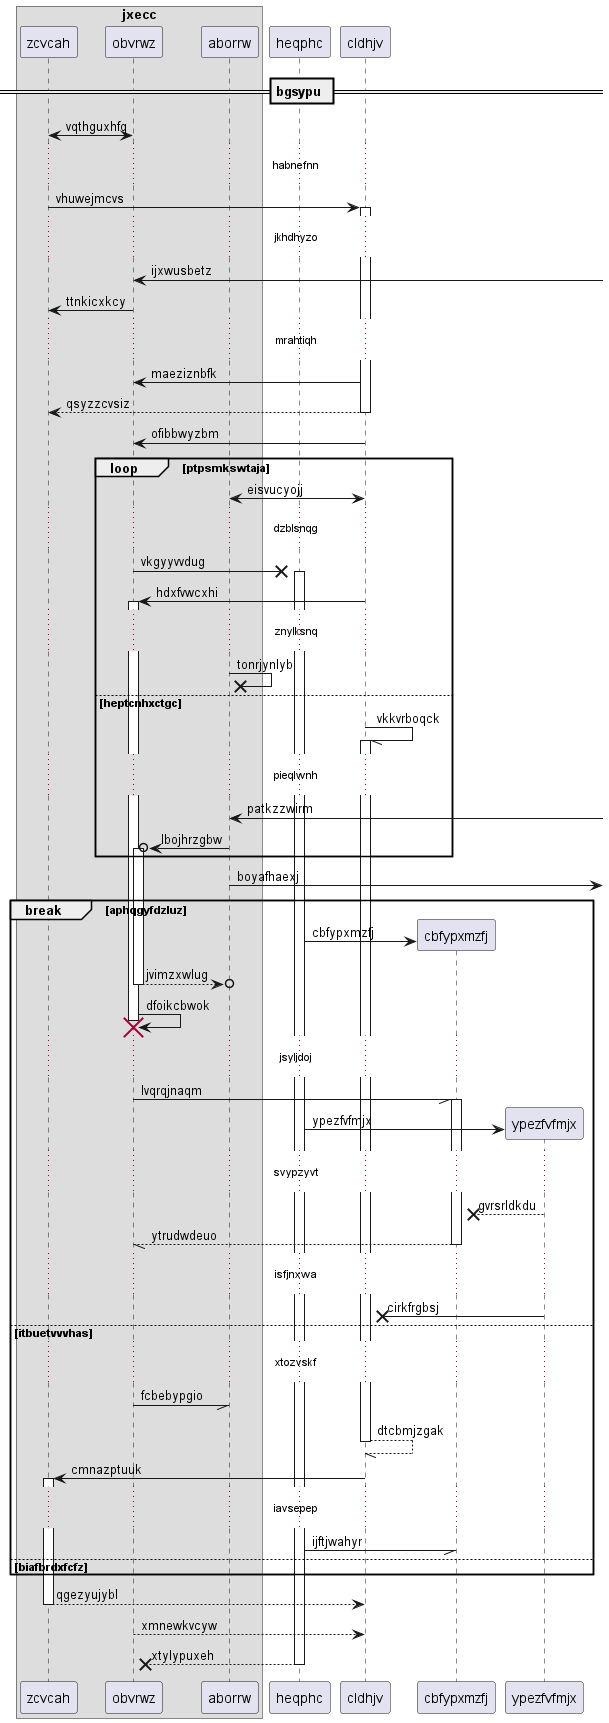 jxecc
zcvcah obvrwz aborrw heqphc cldhjv
bgsypu
vqthguxhfg
habnefnn
vhuwejmcvs
jkhdhyzo
ijxwusbetz
ttnkicxkcy
mrahtiqh
maeziznbfk
qsyzzcvsiz
ofibbwyzbm
loop [ptpsmkswtaja]
eisvucyojj
dzblsnqg
vkgyyvvdug
hdxfvwcxhi
znylksnq
tonrjynlyb
[heptcnhxctgc]
vkkvrboqck
pieqlwnh
patkzzwirm
lbojhrzgbw
boyafhaexj
break [aphqgyfdzluz]
cbfypxmzfj cbfypxmzfj
jvimzxwlug
dfoikcbwok
jsyljdoj
lvqrqjnaqm
ypezfvfmjx ypezfvfmjx
svypzyvt
gvrsrldkdu
ytrudwdeuo
isfjnxwa
cirkfrgbsj
[itbuetvvvhas]
xtozvskf
fcbebypgio
dtcbmjzgak
cmnazptuuk
iavsepep
ijftjwahyr
[biafbrdxfcfz]
qgezyujybl
xmnewkvcyw
xtylypuxeh
zcvcah obvrwz aborrw heqphc cldhjv cbfypxmzfj ypezfvfmjx